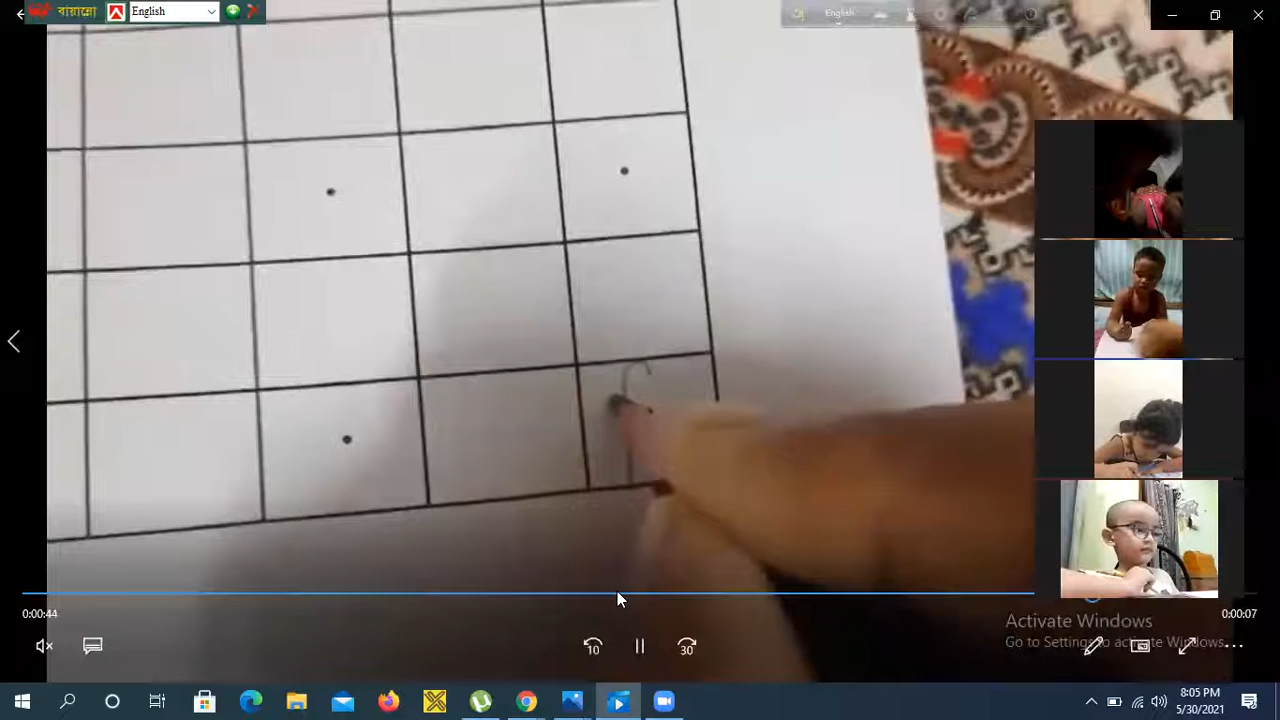 বায়ান্নো English English
0:00:44 0:00:07
Activate Windows
10 30 Go to Settings to activate Windows.
8:05 PM
5/30/2021